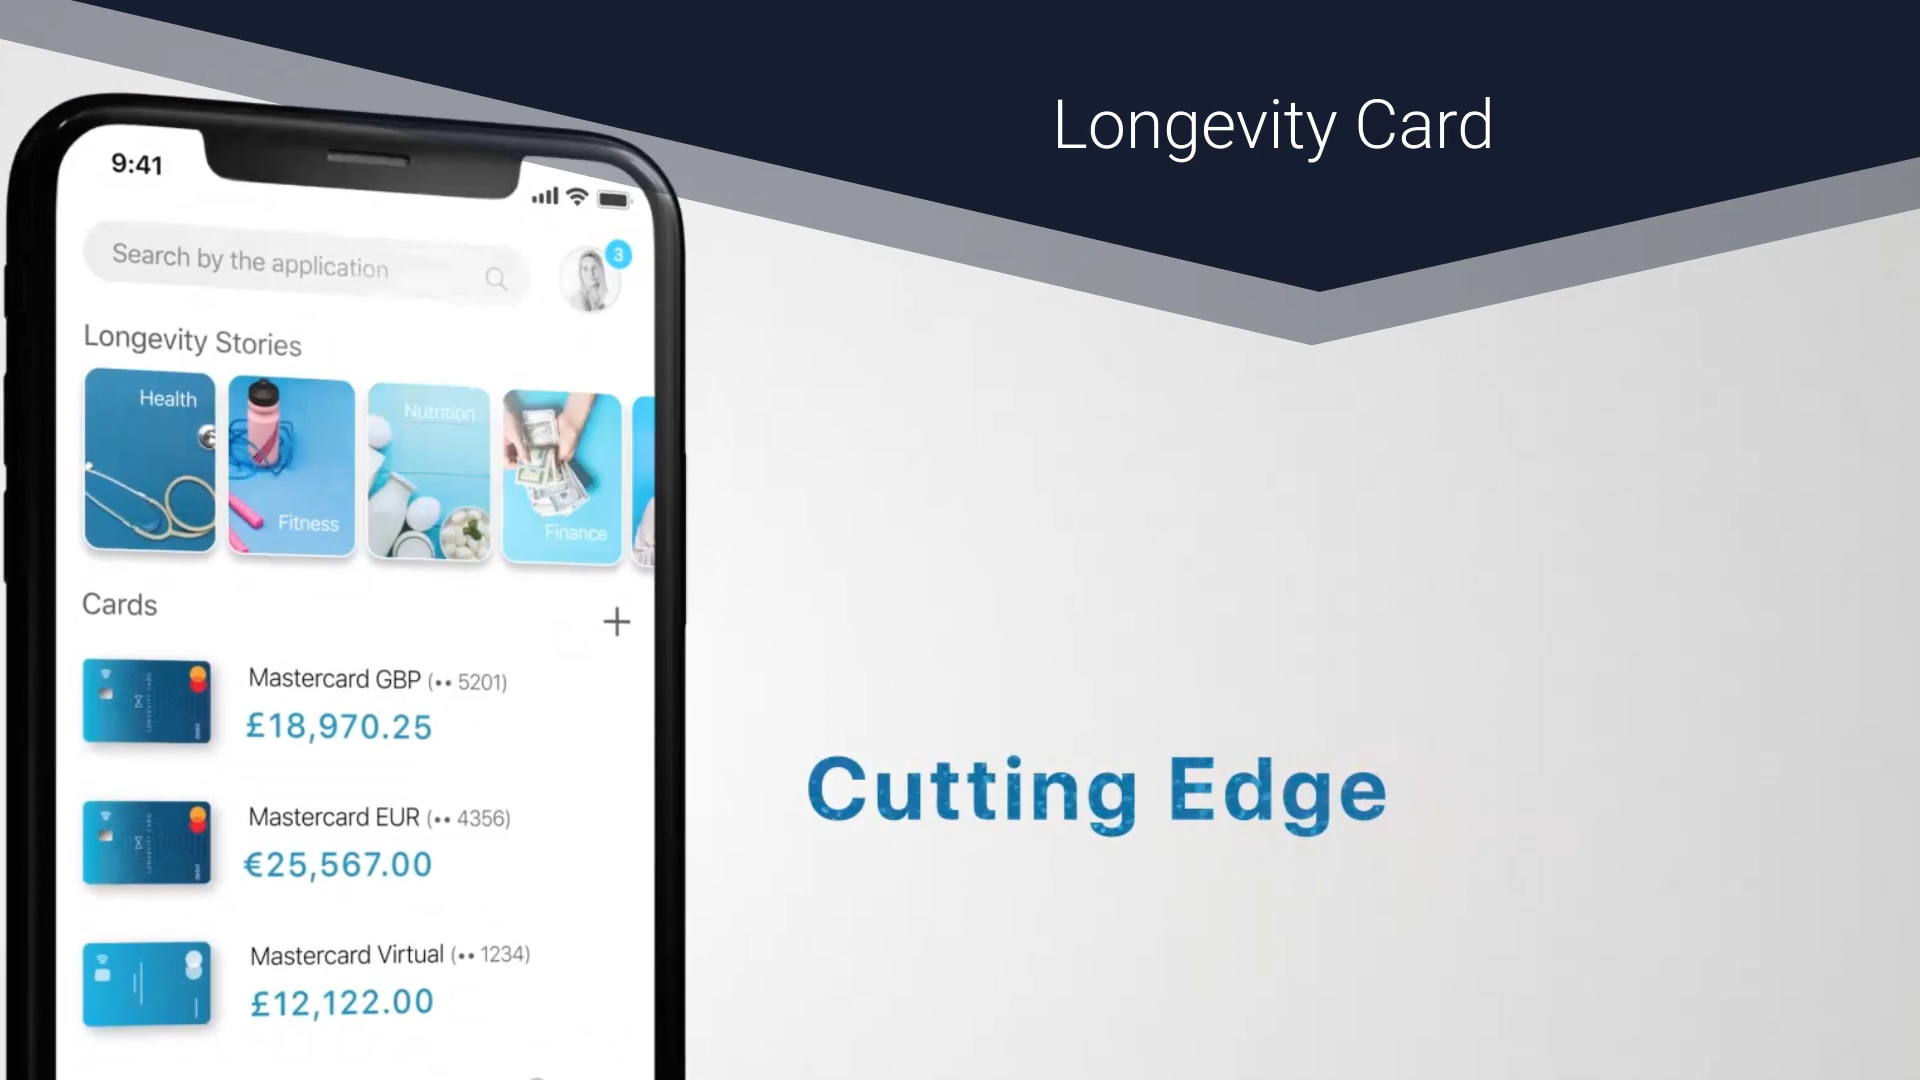 Longevity Card
9:41
Search by the application
3
Longevity Stories
Health
Fitness
Nutrition
Finance
Cards
Mastercard GBP (•• 5201)
£18,970.25
Mastercard EUR (•• 4356)
€25,567.00
Mastercard Virtual (•• 1234)
£12,122.00
Cutting Edge